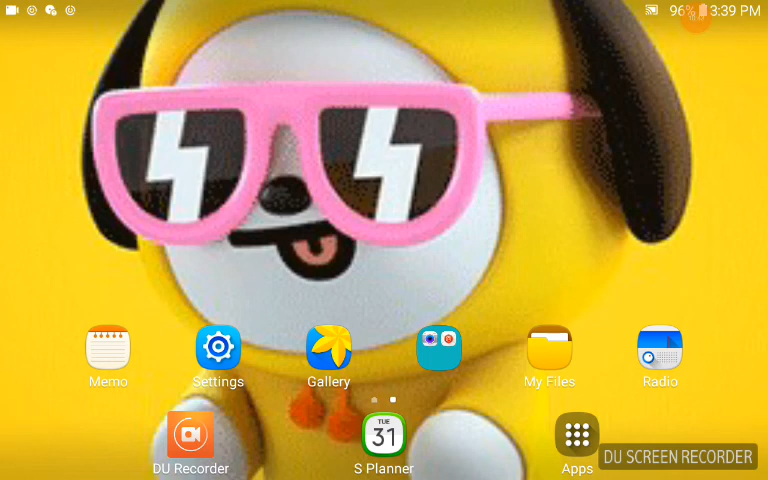 96% 3:39 PM
Memo Settings Gallery My Files Radio
TUE
31
DU Recorder S Planner Apps
DU SCREEN RECORDER